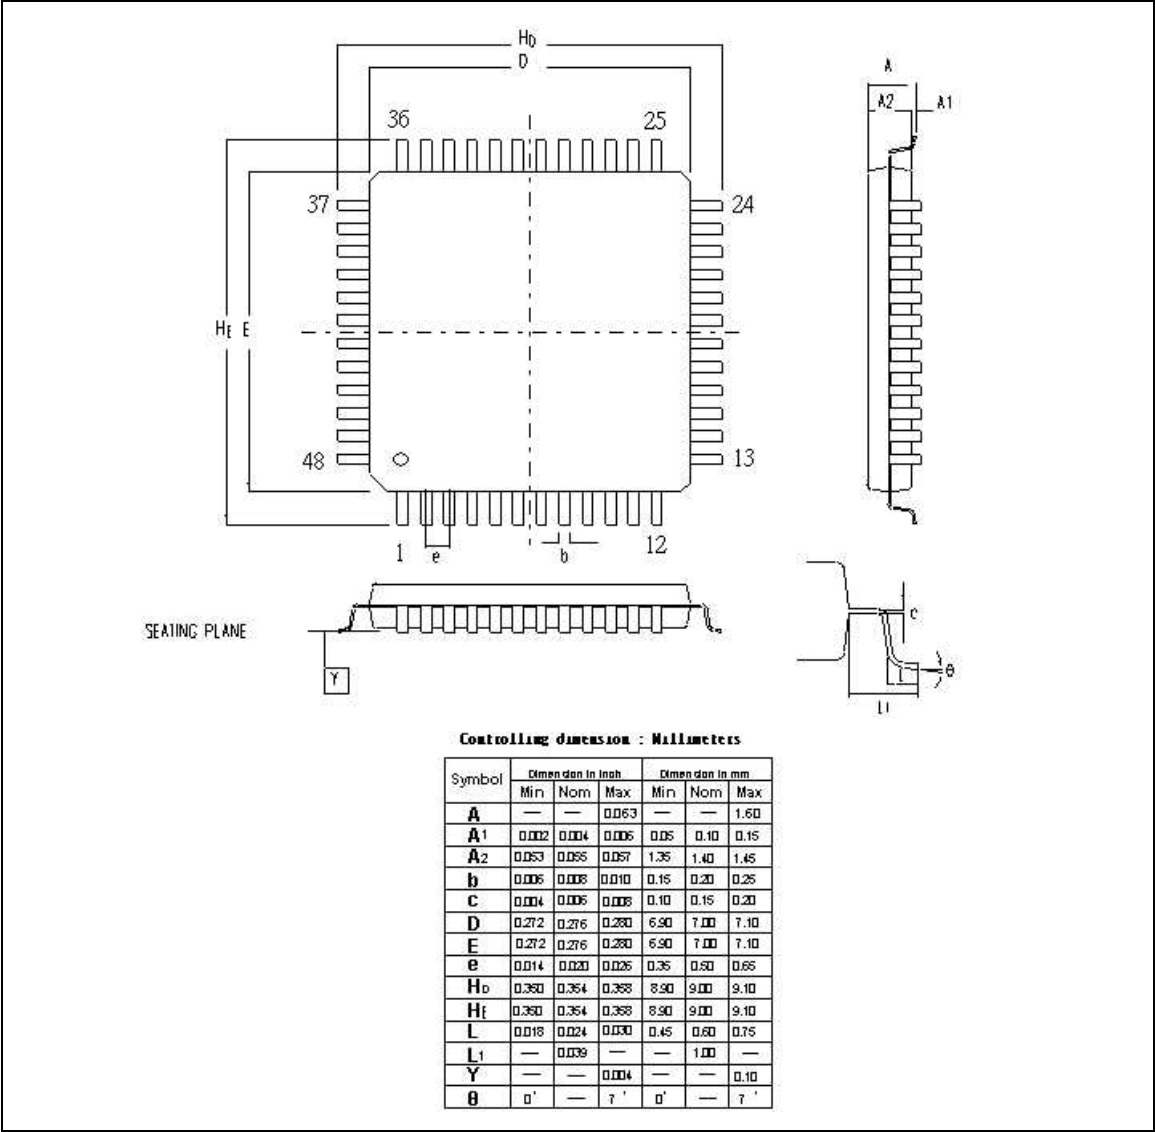 HD
D
A
A2 A1
36 25
37 24
HE E
48 13
1 e b 12
SEATING PLANE
Y
C
L
θ
L1
Controlling dimension : Millimeters
Symbol Dimension in inch Dimension in mm
Min Nom Max Min Nom Max
A — — 0.063 — — 1.60
A1 0.002 0.004 0.006 0.05 0.10 0.15
A2 0.053 0.055 0.057 1.35 1.40 1.45
b 0.006 0.008 0.010 0.15 0.20 0.25
c 0.004 0.006 0.008 0.10 0.15 0.20
D 0.272 0.276 0.280 6.90 7.00 7.10
E 0.272 0.276 0.280 6.90 7.00 7.10
e 0.014 0.020 0.026 0.35 0.50 0.65
HD 0.350 0.354 0.358 8.90 9.00 9.10
HE 0.350 0.354 0.358 8.90 9.00 9.10
L 0.018 0.024 0.030 0.45 0.60 0.75
L1 — 0.039 — — 1.00 —
Y — — 0.004 — — 0.10
θ 0° — 7° 0° — 7°